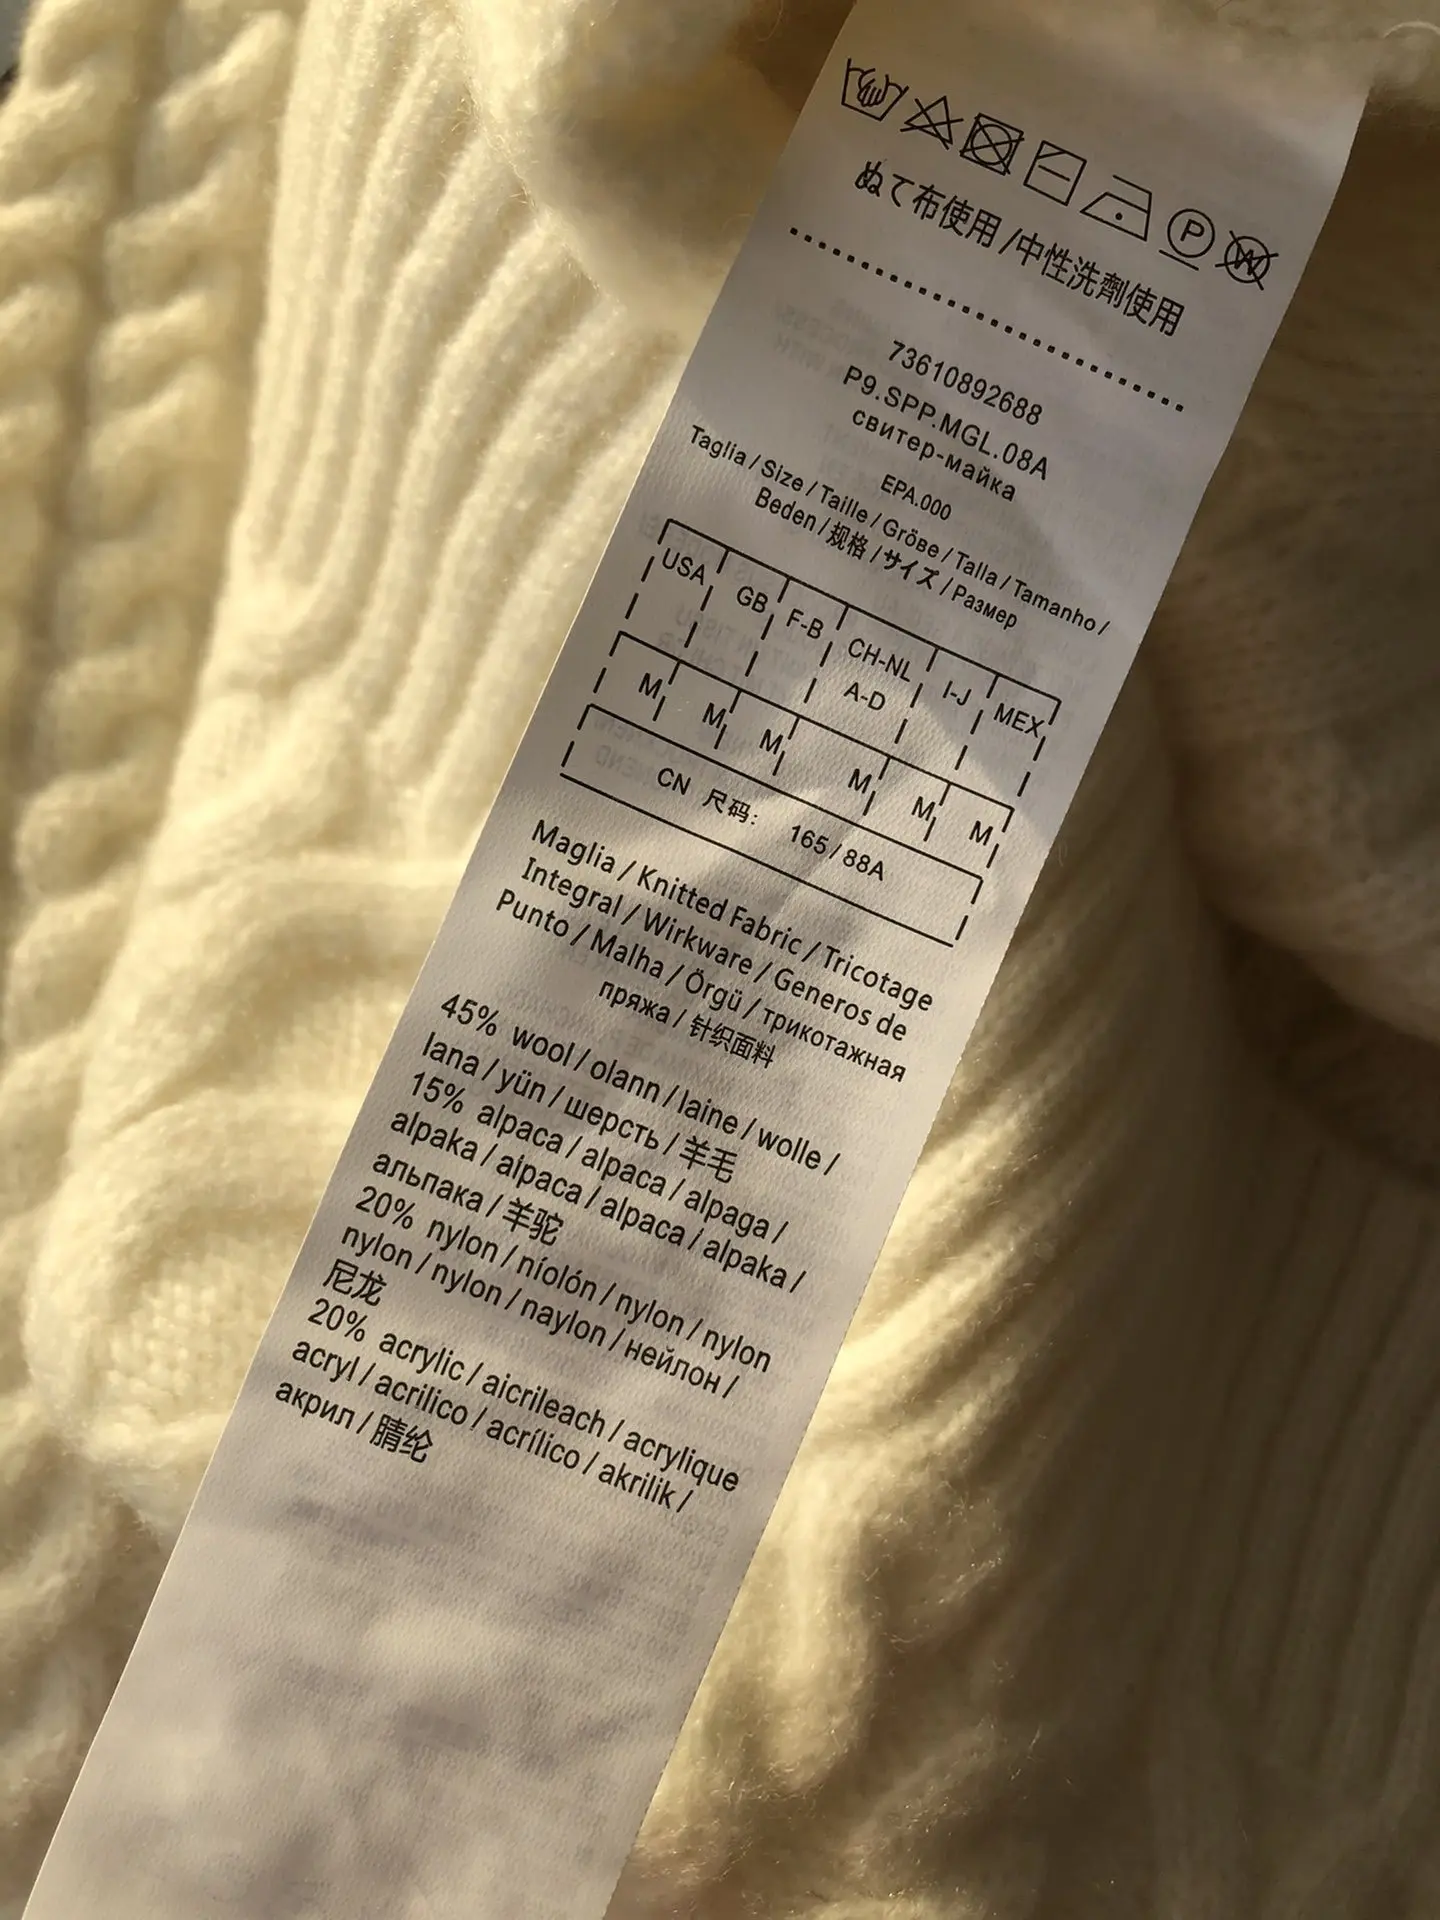 ぬて布使用/中性洗劑使用
73610892688
P9.SPP.MGL.08A
свитер-майка
EPA.000
Taglia / Size / Taille / Gröве / Talla / Tamanho /
Beden / 规格 / サイズ / Размер
USA GB F-B CH-NL A-D I-J MEX
M M M M M M
CN 尺码: 165/88A
Maglia / Knitted Fabric / Tricotage
Integral / Wirkware / Generos de
Punto / Malha / Örgü / трикотажная
пряжа / 针织面料
45% wool / olann / laine / wolle /
lana / yün / шерсть / 羊毛
15% alpaca / alpaca / alpaga /
alpaka / aipaca / alpaca / alpaka /
альпака / 羊驼
20% nylon / níolón / nylon / nylon
nylon / nylon / naylon / нейлон /
尼龙
20% acrylic / aicrileach / acrylique
acryl / acrilico / acrílico / akrilik /
акрил / 腈纶